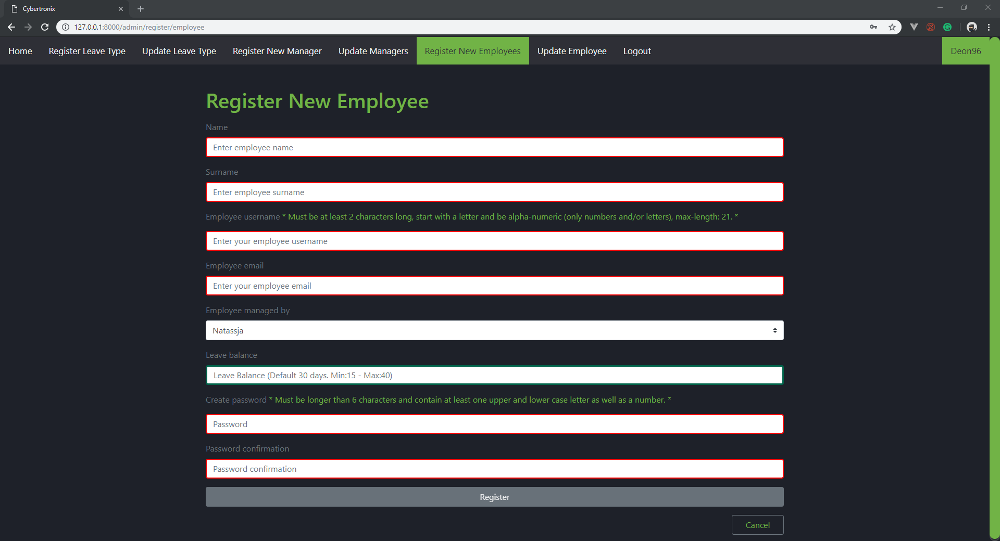 Cybertronix
127.0.0.1:8000/admin/register/employee
Home Register Leave Type Update Leave Type Register New Manager Update Managers Register New Employees Update Employee Logout Deon96
Register New Employee
Name
Enter employee name
Surname
Enter employee surname
Employee username * Must be at least 2 characters long, start with a letter and be alpha-numeric (only numbers and/or letters), max-length: 21. *
Enter your employee username
Employee email
Enter your employee email
Employee managed by
Natassja
Leave balance
Leave Balance (Default 30 days. Min:15 - Max:40)
Create password * Must be longer than 6 characters and contain at least one upper and lower case letter as well as a number. *
Password
Password confirmation
Password confirmation
Register
Cancel